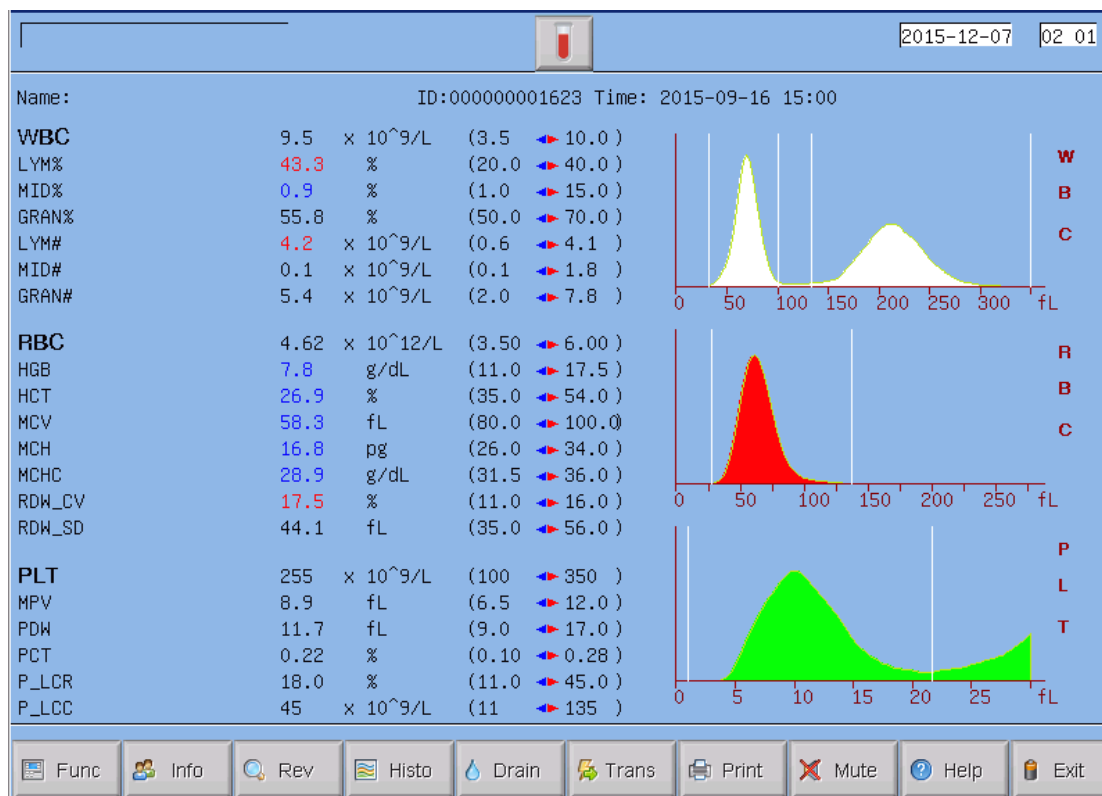 2015-12-07 02 01
Name: ID:000000001623 Time: 2015-09-16 15:00
WBC 9.5 x 10^9/L (3.5 10.0)
LYM% 43.3 % (20.0 40.0)
MID% 0.9 % (1.0 15.0)
GRAN% 55.8 % (50.0 70.0)
LYM# 4.2 x 10^9/L (0.6 4.1 )
MID# 0.1 x 10^9/L (0.1 1.8 )
GRAN# 5.4 x 10^9/L (2.0 7.8 )
W
B
C
0 50 100 150 200 250 300 fL
RBC 4.62 x 10^12/L (3.50 6.00)
HGB 7.8 g/dL (11.0 17.5)
HCT 26.9 % (35.0 54.0)
MCV 58.3 fL (80.0 100.0)
MCH 16.8 pg (26.0 34.0)
MCHC 28.9 g/dL (31.5 36.0)
RDW_CV 17.5 % (11.0 16.0)
RDW_SD 44.1 fL (35.0 56.0)
R
B
C
0 50 100 150 200 250 fL
PLT 255 x 10^9/L (100 350 )
MPV 8.9 fL (6.5 12.0)
PDW 11.7 fL (9.0 17.0)
PCT 0.22 % (0.10 0.28)
P_LCR 18.0 % (11.0 45.0)
P_LCC 45 x 10^9/L (11 135 )
P
L
T
0 5 10 15 20 25 fL
Func Info Rev Histo Drain Trans Print Mute Help Exit